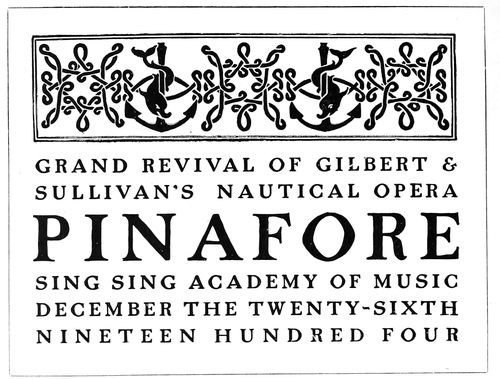 GRAND REVIVAL OF GILBERT &
SULLIVAN'S NAUTICAL OPERA
PINAFORE
SING SING ACADEMY OF MUSIC
DECEMBER THE TWENTY-SIXTH
NINETEEN HUNDRED FOUR